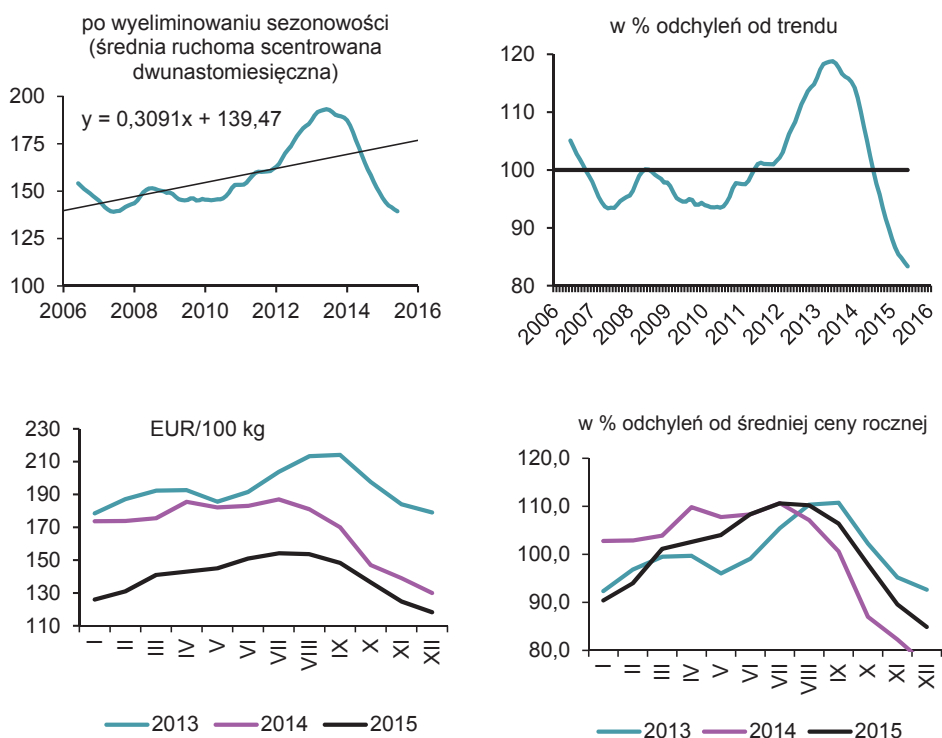 po wyeliminowaniu sezonowości
(średnia ruchoma scentrowana
dwunastomiesięczna)
200
175
150
125
100
y = 0,3091x + 139,47
2006 2008 2010 2012 2014 2016
w % odchyleń od trendu
120
110
100
90
80
2006 2007 2008 2009 2010 2011 2012 2013 2014 2015 2016
EUR/100 kg
230
210
190
170
150
130
110
I II III IV V VI VII VIII IX X XI XII
2013 2014 2015
w % odchyleń od średniej ceny rocznej
120,0
110,0
100,0
90,0
80,0
I II III IV V VI VII VIII IX X XI XII
2013 2014 2015